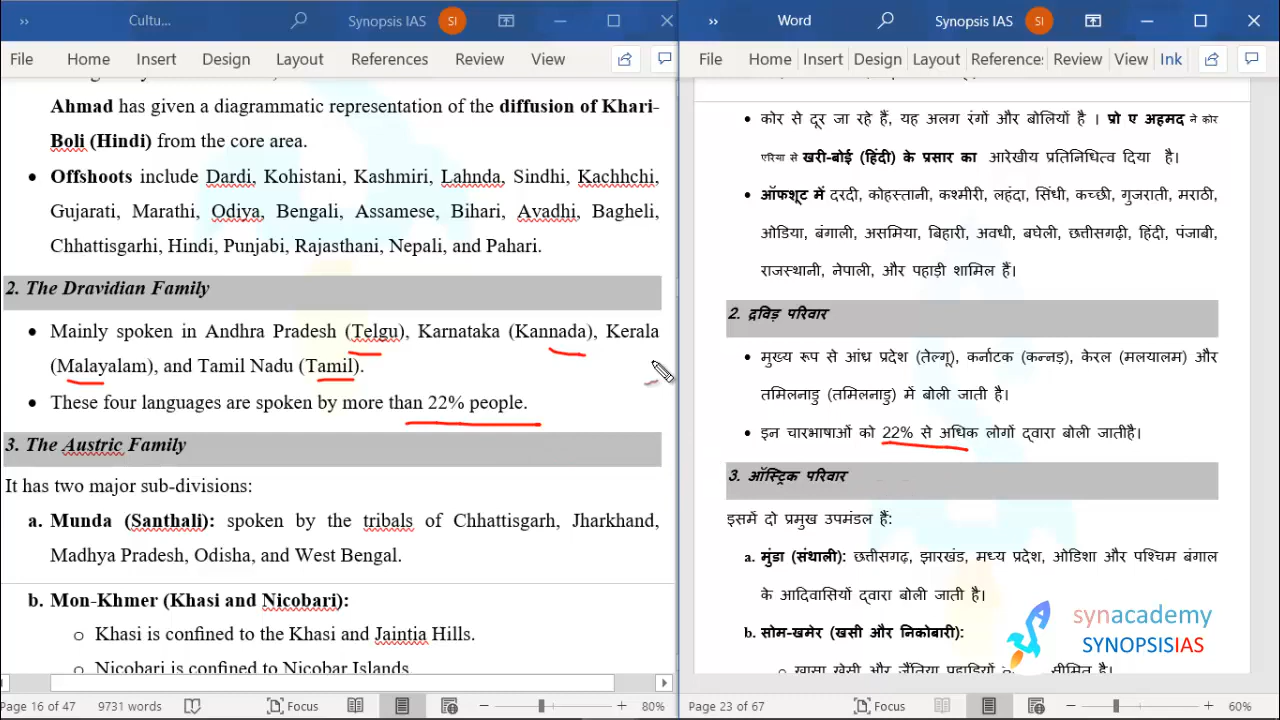 Cultu...
Synopsis IAS
SI
File Home Insert Design Layout References Review View
Ahmad has given a diagrammatic representation of the diffusion of Khari-
Boli (Hindi) from the core area.
• Offshoots include Dardi, Kohistani, Kashmiri, Lahnda, Sindhi, Kachhchi,
Gujarati, Marathi, Odiya, Bengali, Assamese, Bihari, Avadhi, Bagheli,
Chhattisgarhi, Hindi, Punjabi, Rajasthani, Nepali, and Pahari.
2. The Dravidian Family
• Mainly spoken in Andhra Pradesh (Telgu), Karnataka (Kannada), Kerala
(Malayalam), and Tamil Nadu (Tamil).
• These four languages are spoken by more than 22% people.
3. The Austric Family
It has two major sub-divisions:
a. Munda (Santhali): spoken by the tribals of Chhattisgarh, Jharkhand,
Madhya Pradesh, Odisha, and West Bengal.
b. Mon-Khmer (Khasi and Nicobari):
o Khasi is confined to the Khasi and Jaintia Hills.
o Nicobari is confined to Nicobar Islands.
Page 16 of 47 9731 words Focus 80%
Word
Synopsis IAS
SI
File Home Insert Design Layout References Review View Ink
• कोर से दूर जा रहे हैं, यह अलग रंगों और बोलियों है । प्रो ए अहमद ने कोर
एरिया से खरी-बोई (हिंदी) के प्रसार का आरेखीय प्रतिनिधित्व दिया है।
• ऑफशूट में दरदी, कोहस्तानी, कश्मीरी, लहंदा, सिंधी, कच्छी, गुजराती, मराठी,
ओडिया, बंगाली, असमिया, बिहारी, अवधी, बघेली, छत्तीसगढ़ी, हिंदी, पंजाबी,
राजस्थानी, नेपाली, और पहाड़ी शामिल हैं।
2. द्रविड़ परिवार
• मुख्य रूप से आंध्र प्रदेश (तेल्गू), कर्नाटक (कन्नड़), केरल (मलयालम) और
तमिलनाडु (तमिलनाडु) में बोली जाती है।
• इन चारभाषाओं को 22% से अधिक लोगों द्वारा बोली जातीहै।
3. ऑस्ट्रिक परिवार
इसमें दो प्रमुख उपमंडल हैं:
a. मुंडा (संथाली): छत्तीसगढ़, झारखंड, मध्य प्रदेश, ओडिशा और पश्चिम बंगाल
के आदिवासियों द्वारा बोली जाती है।
b. सोम-खमेर (खसी और निकोबारी):
synacademy
SYNOPSISIAS
Page 23 of 67 Focus 60%